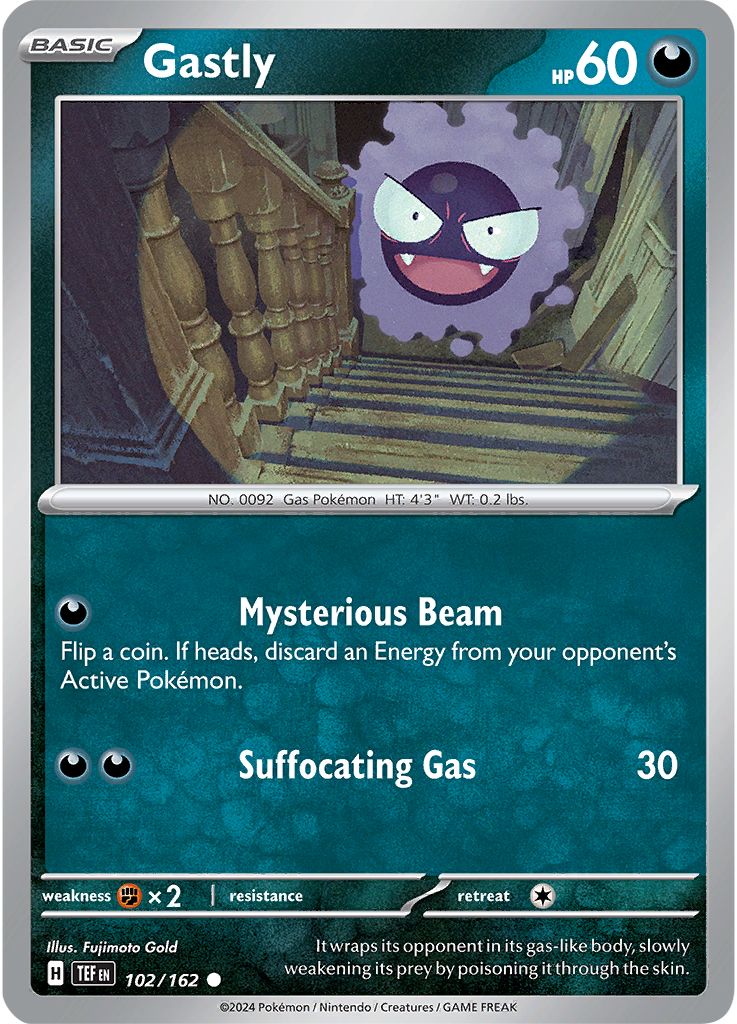 BASIC
Gastly
HP60
NO. 0092 Gas Pokémon HT: 4'3" WT: 0.2 lbs.
Mysterious Beam
Flip a coin. If heads, discard an Energy from your opponent's
Active Pokémon.
Suffocating Gas 30
weakness ×2 resistance retreat
Illus. Fujimoto Gold
It wraps its opponent in its gas-like body, slowly
weakening its prey by poisoning it through the skin.
H TEF EN 102/162
©2024 Pokémon / Nintendo / Creatures / GAME FREAK